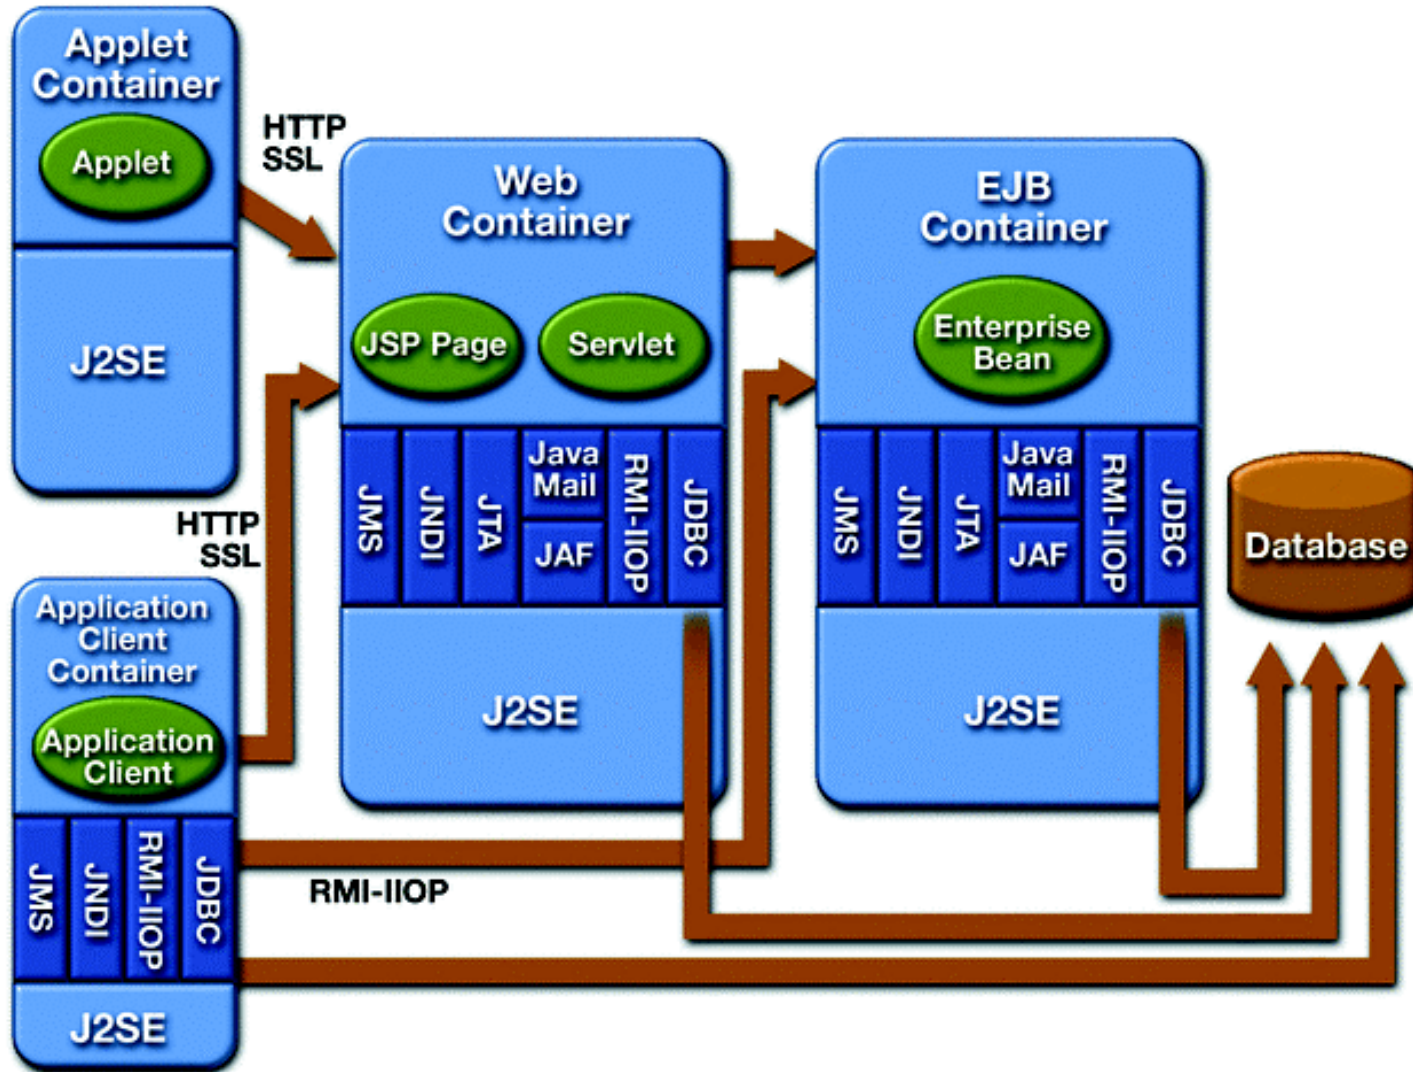 Applet
Container
Applet
J2SE
HTTP
SSL
Web
Container
JSP Page
Servlet
JMS
JNDI
JTA
Java
Mail
JAF
RMI-IIOP
JDBC
J2SE
EJB
Container
Enterprise
Bean
JMS
JNDI
JTA
Java
Mail
JAF
RMI-IIOP
JDBC
J2SE
Database
HTTP
SSL
Application
Client
Container
Application
Client
JMS
JNDI
RMI-IIOP
JDBC
J2SE
RMI-IIOP